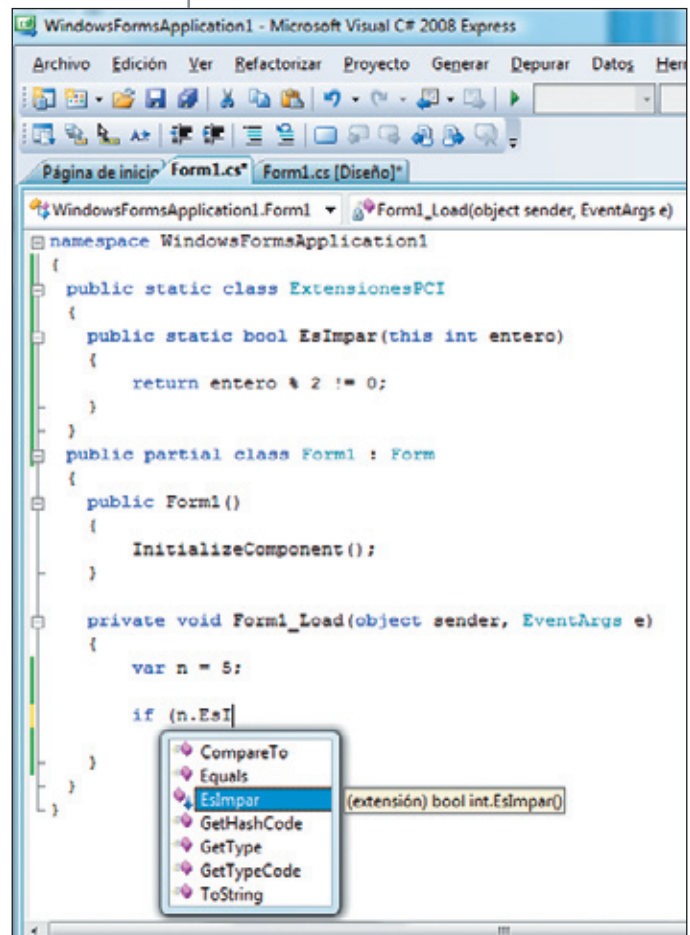 WindowsFormsApplication1 - Microsoft Visual C# 2008 Express
Archivo Edición Ver Refactorizar Proyecto Generar Depurar Datos
Página de inicio Form1.cs* Form1.cs [Diseño]*
WindowsFormsApplication1.Form1 Form1_Load(object sender, EventArgs e)
namespace WindowsFormsApplication1
{
public static class ExtensionesPCI
{
public static bool EsImpar(this int entero)
{
return entero % 2 != 0;
}
}
public partial class Form1 : Form
{
public Form1()
{
InitializeComponent();
}
private void Form1_Load(object sender, EventArgs e)
{
var n = 5;
if (n.EsI
CompareTo
}
Equals
}
EsImpar (extensión) bool int.EsImpar()
}
GetHashCode
GetType
GetTypeCode
ToString